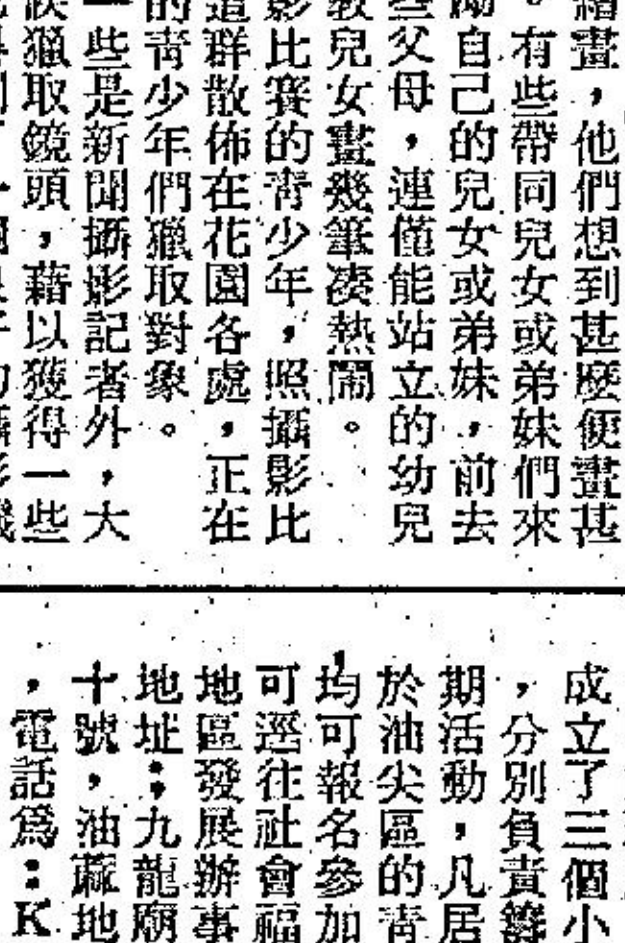 繪畫，他們想到甚麼便畫甚
。有些帶同兒女或弟妹們來
自己的兒女或弟妹，前去
些父母，連僅能站立的幼兒
教兒女畫幾筆湊熱鬧。
影比賽的靑少年，照攝影比
這群散佈在花園各處，正在
的靑少年們獵取對象。
些是新聞攝影記者外，大
獵取鏡頭，藉以獲得一些
成立了三個小
，分別負責籌
期活動，凡居
於油尖區的靑
均可報名參加
可逕往社會福
地區發展辦事
地址：九龍廟
十號，油蔴地
，電話爲：K